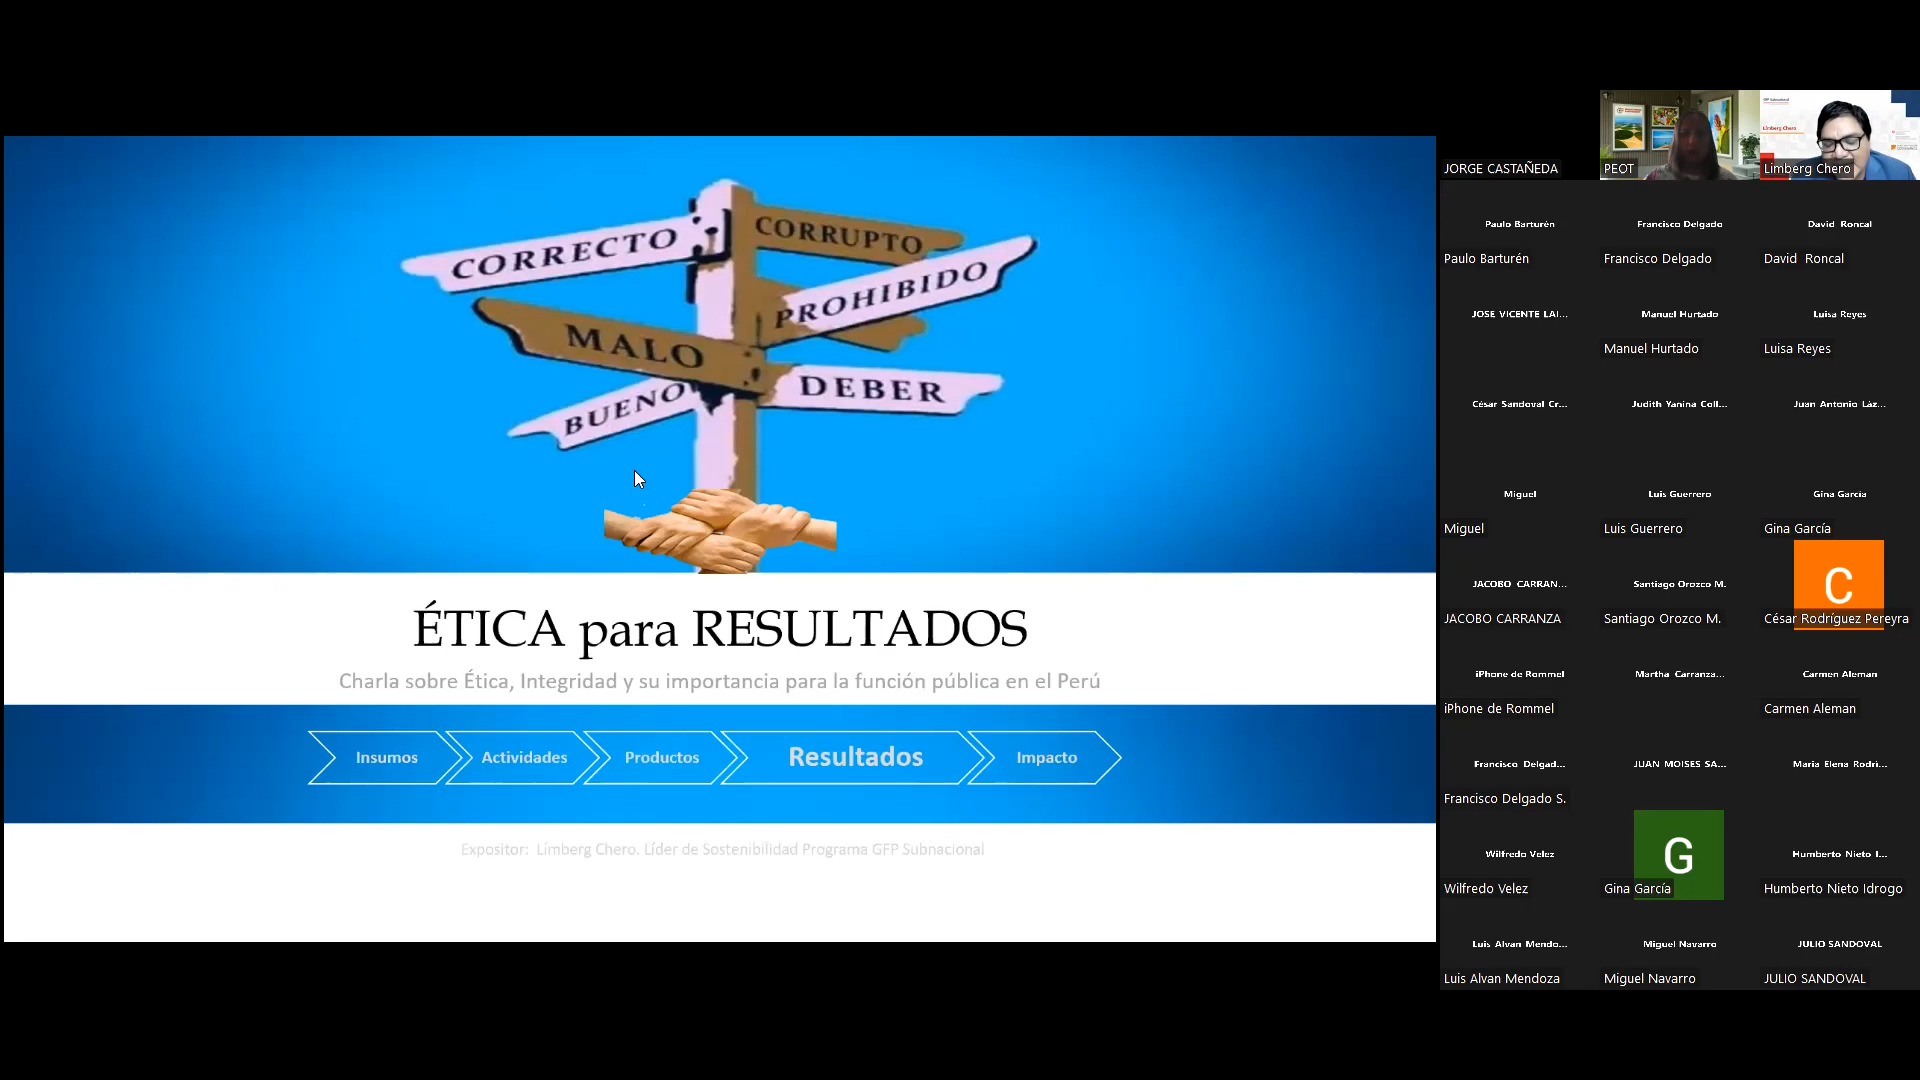 CORRECTO
CORRUPTO
PROHIBIDO
MALO
BUENO
DEBER
ÉTICA para RESULTADOS
Charla sobre Ética, Integridad y su importancia para la función pública en el Perú
Insumos
Actividades
Productos
Resultados
Impacto
Expositor: Límberg Chero. Líder de Sostenibilidad Programa GFP Subnacional
JORGE CASTAÑEDA
PEOT
Limberg Chero
Limberg Chero
Paulo Barturén
Francisco Delgado
David Roncal
Paulo Barturén
Francisco Delgado
David Roncal
JOSE VICENTE LAI...
Manuel Hurtado
Luisa Reyes
Manuel Hurtado
Luisa Reyes
César Sandoval Cr...
Judith Yanina Coll...
Juan Antonio Láz...
Miguel
Luis Guerrero
Gina García
Miguel
Luis Guerrero
Gina García
JACOBO CARRAN...
Santiago Orozco M.
C
JACOBO CARRANZA
Santiago Orozco M.
César Rodríguez Pereyra
iPhone de Rommel
Martha Carranza...
Carmen Aleman
iPhone de Rommel
Carmen Aleman
Francisco Delgad...
JUAN MOISES SA...
Maria Elena Rodri...
Francisco Delgado S.
Wilfredo Velez
G
Humberto Nieto I...
Wilfredo Velez
Gina García
Humberto Nieto Idrogo
Luis Alvan Mendo...
Miguel Navarro
JULIO SANDOVAL
Luis Alvan Mendoza
Miguel Navarro
JULIO SANDOVAL